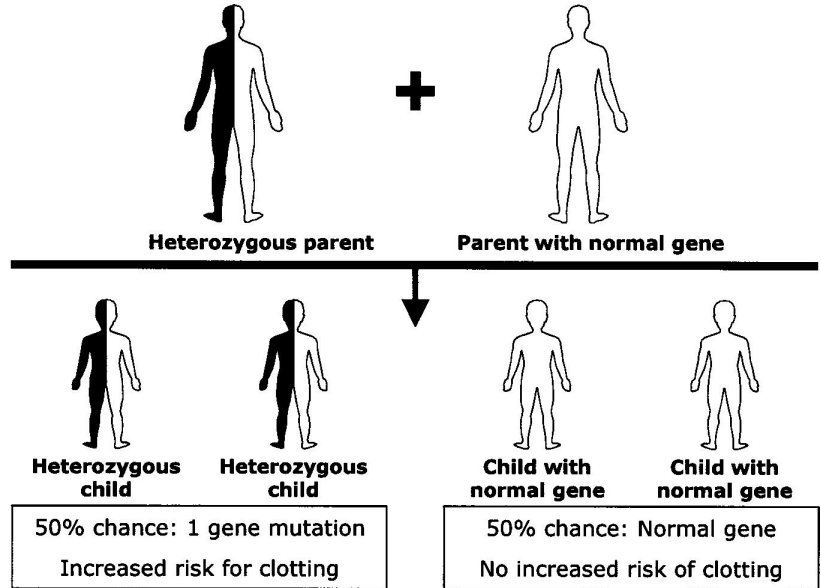 Heterozygous parent
Parent with normal gene
Heterozygous
child
Heterozygous
child
Child with
normal gene
Child with
normal gene
50% chance: 1 gene mutation
Increased risk for clotting
50% chance: Normal gene
No increased risk of clotting